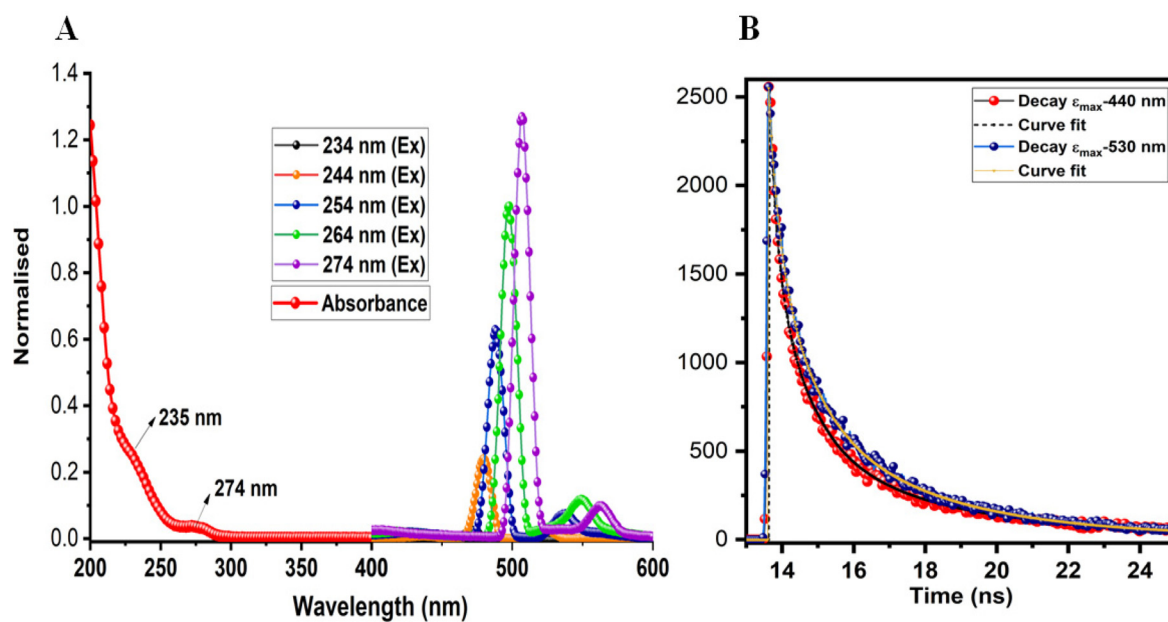 A
1.4
1.2
1.0
0.8
0.6
0.4
0.2
0.0
Normalised
200
250
300
350
400
500
600
Wavelength (nm)
234 nm (Ex)
244 nm (Ex)
254 nm (Ex)
264 nm (Ex)
274 nm (Ex)
Absorbance
235 nm
274 nm
B
2500
2000
1500
1000
500
0
14
16
18
20
22
24
Time (ns)
Decay εmax-440 nm
Curve fit
Decay εmax-530 nm
Curve fit